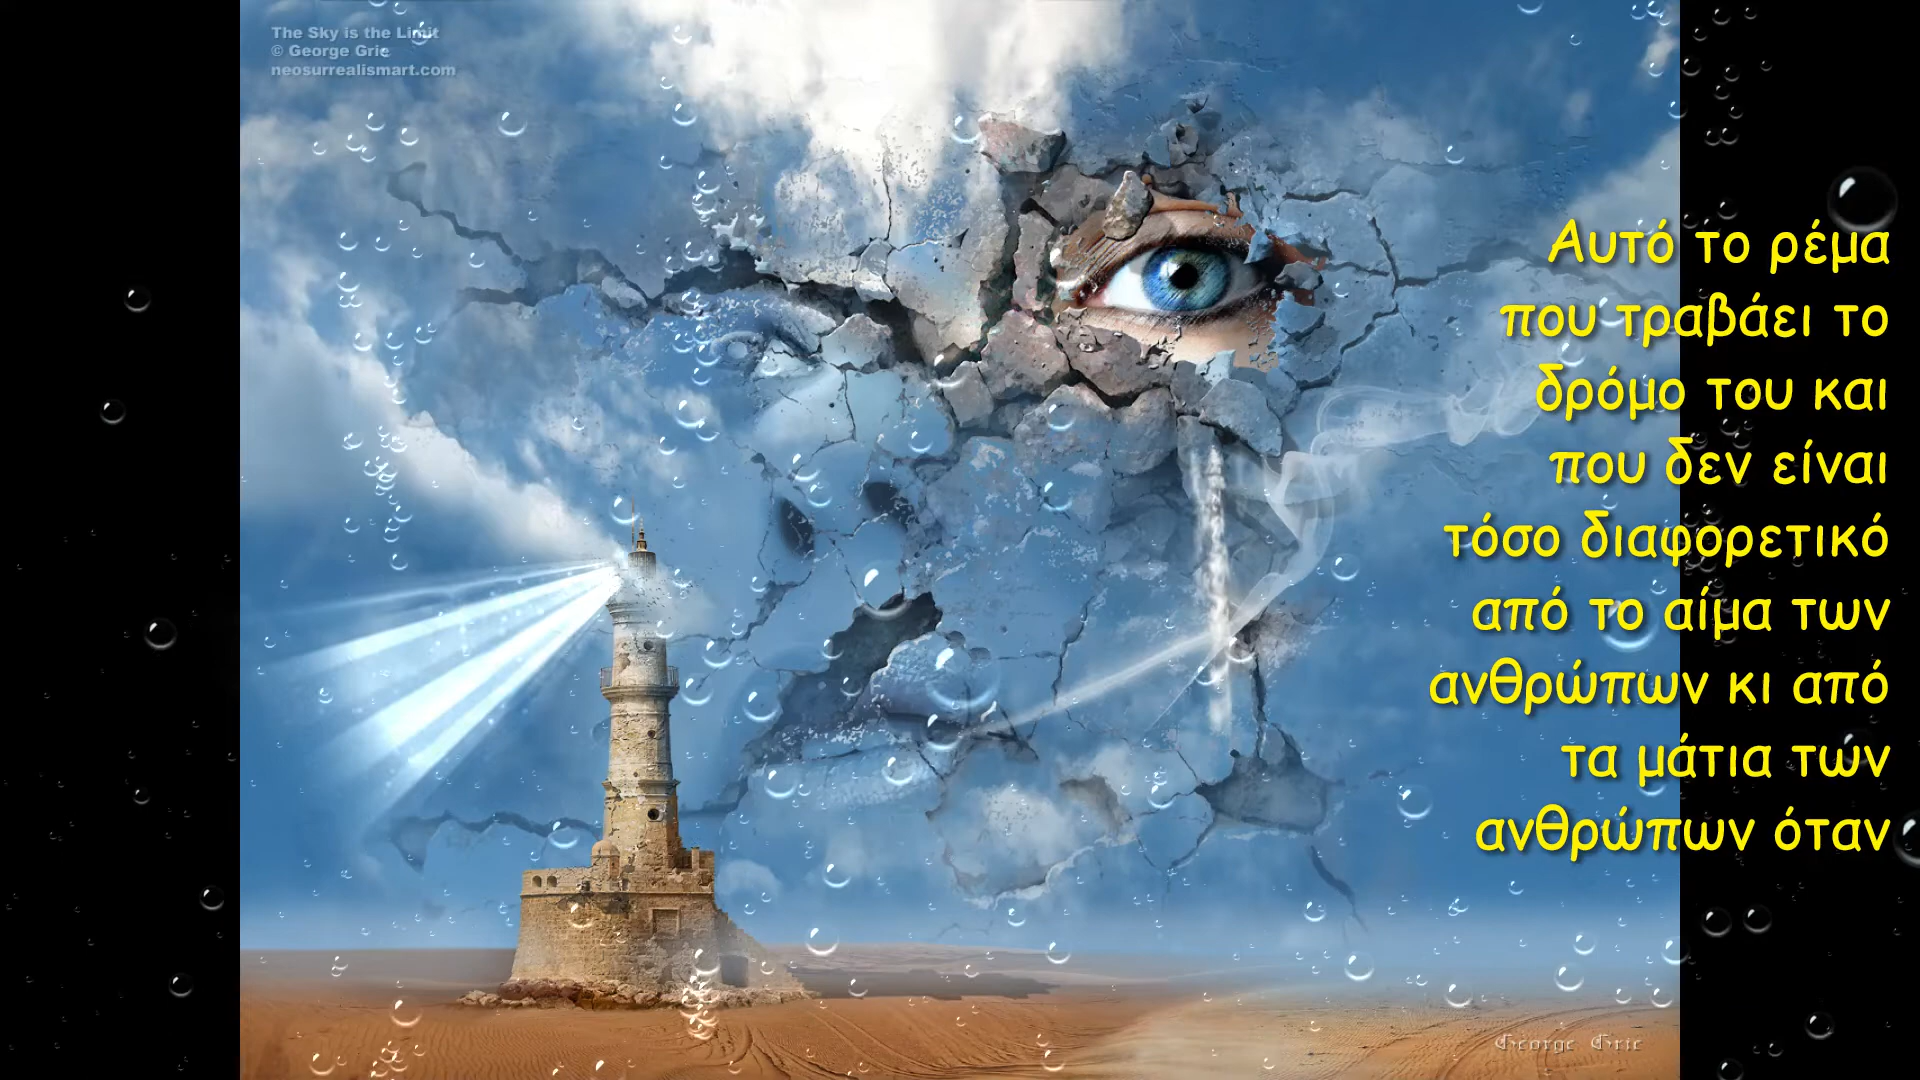 The Sky is the Limit
© George Grie
neosurrealismart.com
Αυτό το ρέμα
που τραβάει το
δρόμο του και
που δεν είναι
τόσο διαφορετικό
από το αίμα των
ανθρώπων κι από
τα μάτια των
ανθρώπων όταν
George Grie